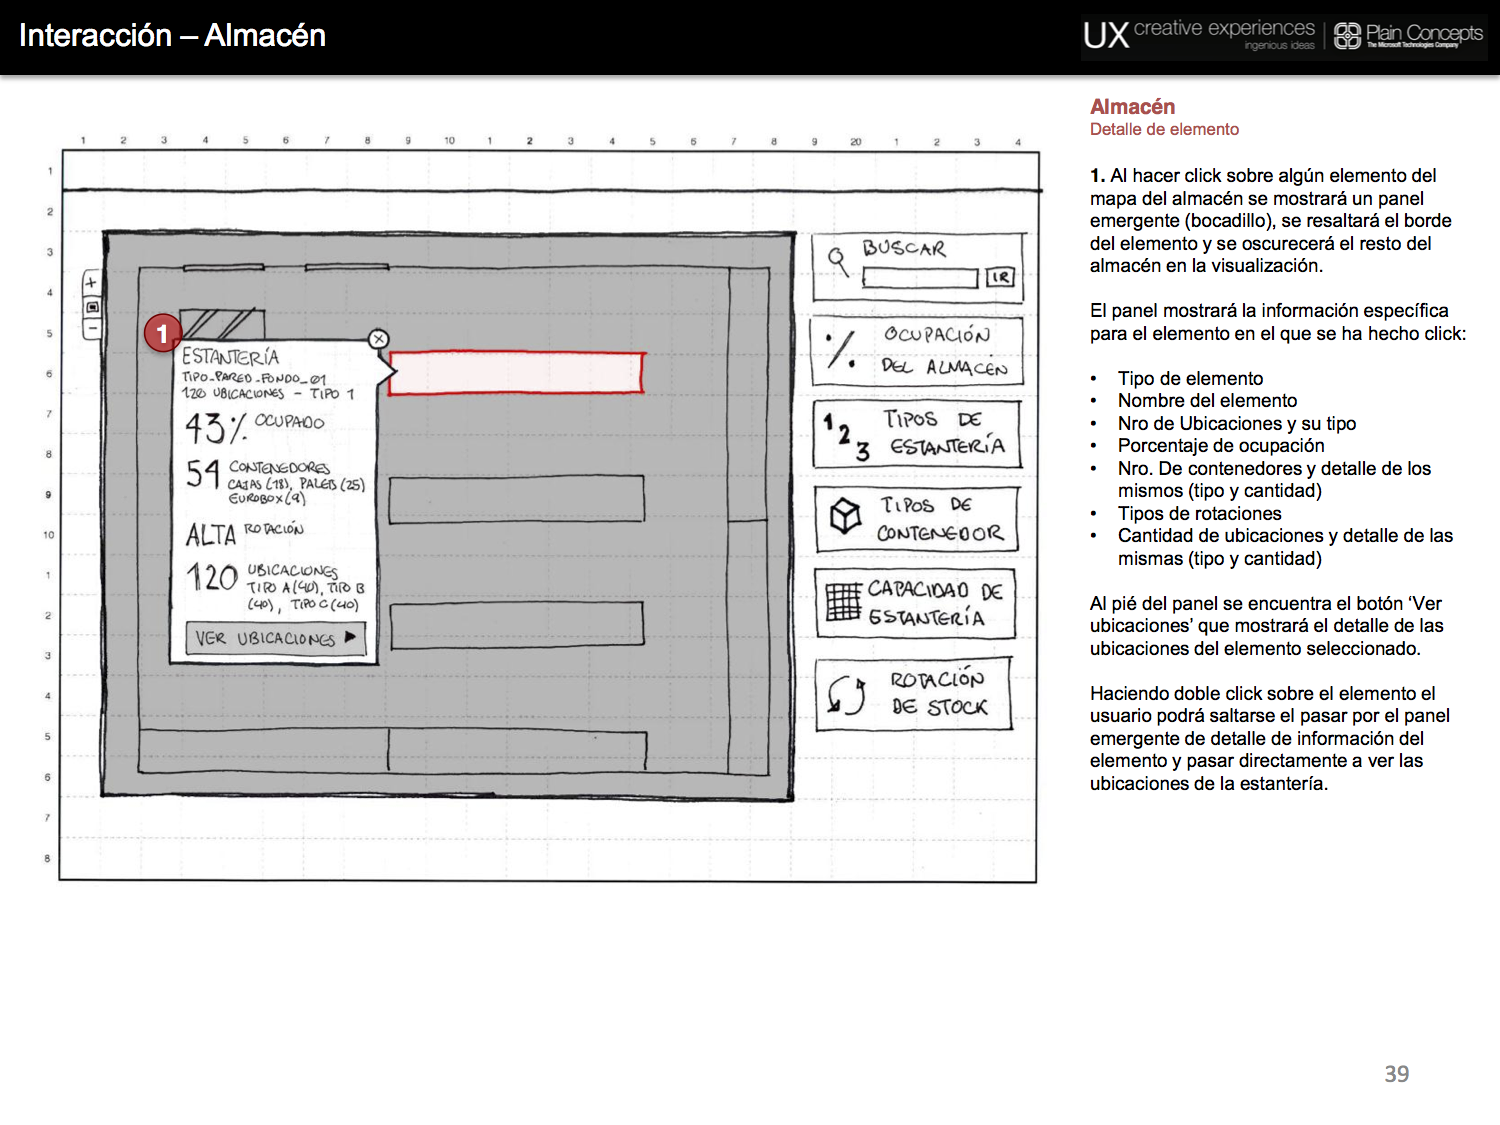 Interacción – Almacén
UX creative experiences
ingenious ideas
Plain Concepts
The Microsoft Technologies Company
1 2 3 4 5 6 7 8 9 10 1 2 3 4 5 6 7 8 9 20 1 2 3 4
1
2
3
4
5
6
7
8
9
10
1
2
3
4
5
6
7
8
+
−
1
ESTANTERÍA
TIPO_PARED_FONDO_01
120 UBICACIONES – TIPO 1
43% OCUPADO
54 CONTENEDORES
CAJAS (18), PALETS (25)
EUROBOX (9)
ALTA ROTACIÓN
120 UBICACIONES
TIPO A (40), TIPO B
(40), TIPO C (40)
VER UBICACIONES
BUSCAR
IR
% OCUPACIÓN
DEL ALMACÉN
1 2 3 TIPOS DE
ESTANTERÍA
TIPOS DE
CONTENEDOR
CAPACIDAD DE
ESTANTERÍA
ROTACIÓN
DE STOCK
Almacén
Detalle de elemento
1. Al hacer click sobre algún elemento del
mapa del almacén se mostrará un panel
emergente (bocadillo), se resaltará el borde
del elemento y se oscurecerá el resto del
almacén en la visualización.
El panel mostrará la información específica
para el elemento en el que se ha hecho click:
• Tipo de elemento
• Nombre del elemento
• Nro de Ubicaciones y su tipo
• Porcentaje de ocupación
• Nro. De contenedores y detalle de los
mismos (tipo y cantidad)
• Tipos de rotaciones
• Cantidad de ubicaciones y detalle de las
mismas (tipo y cantidad)
Al pié del panel se encuentra el botón ‘Ver
ubicaciones’ que mostrará el detalle de las
ubicaciones del elemento seleccionado.
Haciendo doble click sobre el elemento el
usuario podrá saltarse el pasar por el panel
emergente de detalle de información del
elemento y pasar directamente a ver las
ubicaciones de la estantería.
39